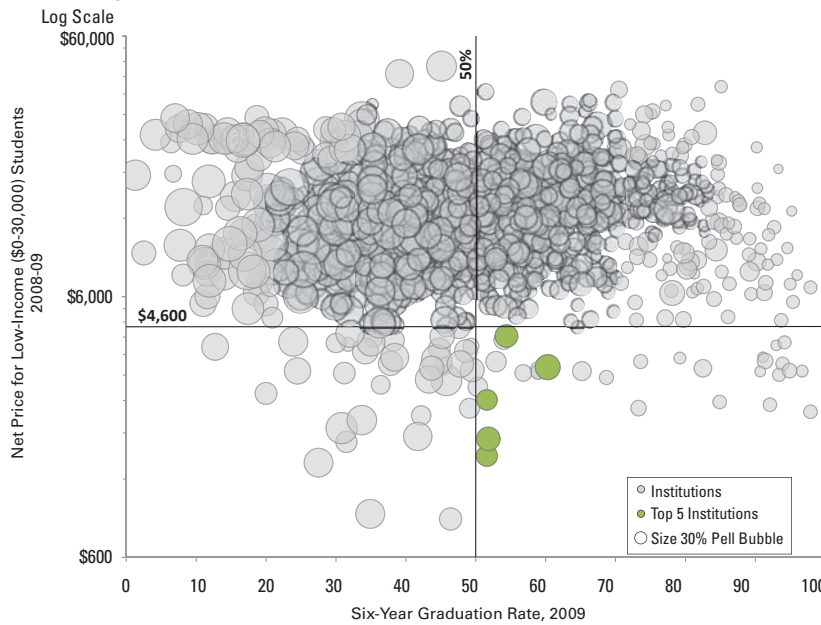 Log Scale
$60,000
$6,000
$600
Net Price for Low-Income ($0-30,000) Students
2008-09
50%
$4,600
Institutions
Top 5 Institutions
Size 30% Pell Bubble
0 10 20 30 40 50 60 70 80 90 100
Six-Year Graduation Rate, 2009